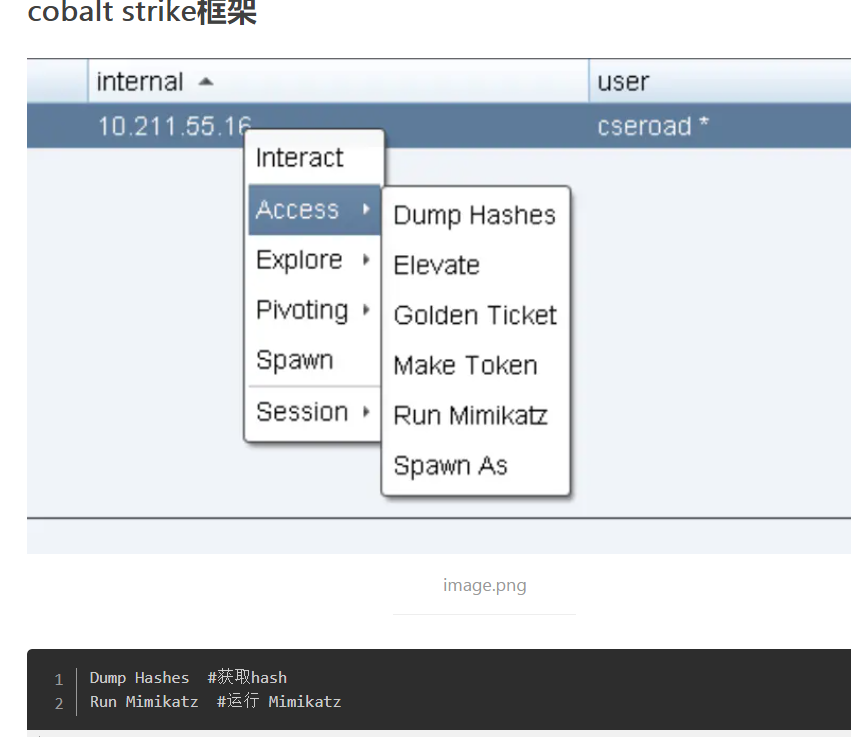 cobalt strike框架
internal
user
10.211.55.16
cseroad *
Interact
Access
Explore
Pivoting
Spawn
Session
Dump Hashes
Elevate
Golden Ticket
Make Token
Run Mimikatz
Spawn As
image.png
1 Dump Hashes #获取hash
2 Run Mimikatz #运行 Mimikatz